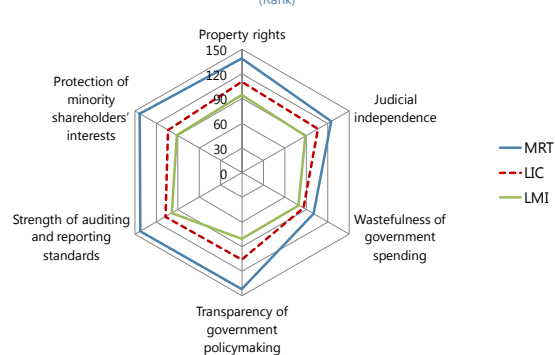 (Rank)
Property rights
150
120
90
60
30
0
Judicial
independence
Wastefulness of
government
spending
Transparency of
government
policymaking
Strength of auditing
and reporting
standards
Protection of
minority
shareholders'
interests
MRT
LIC
LMI